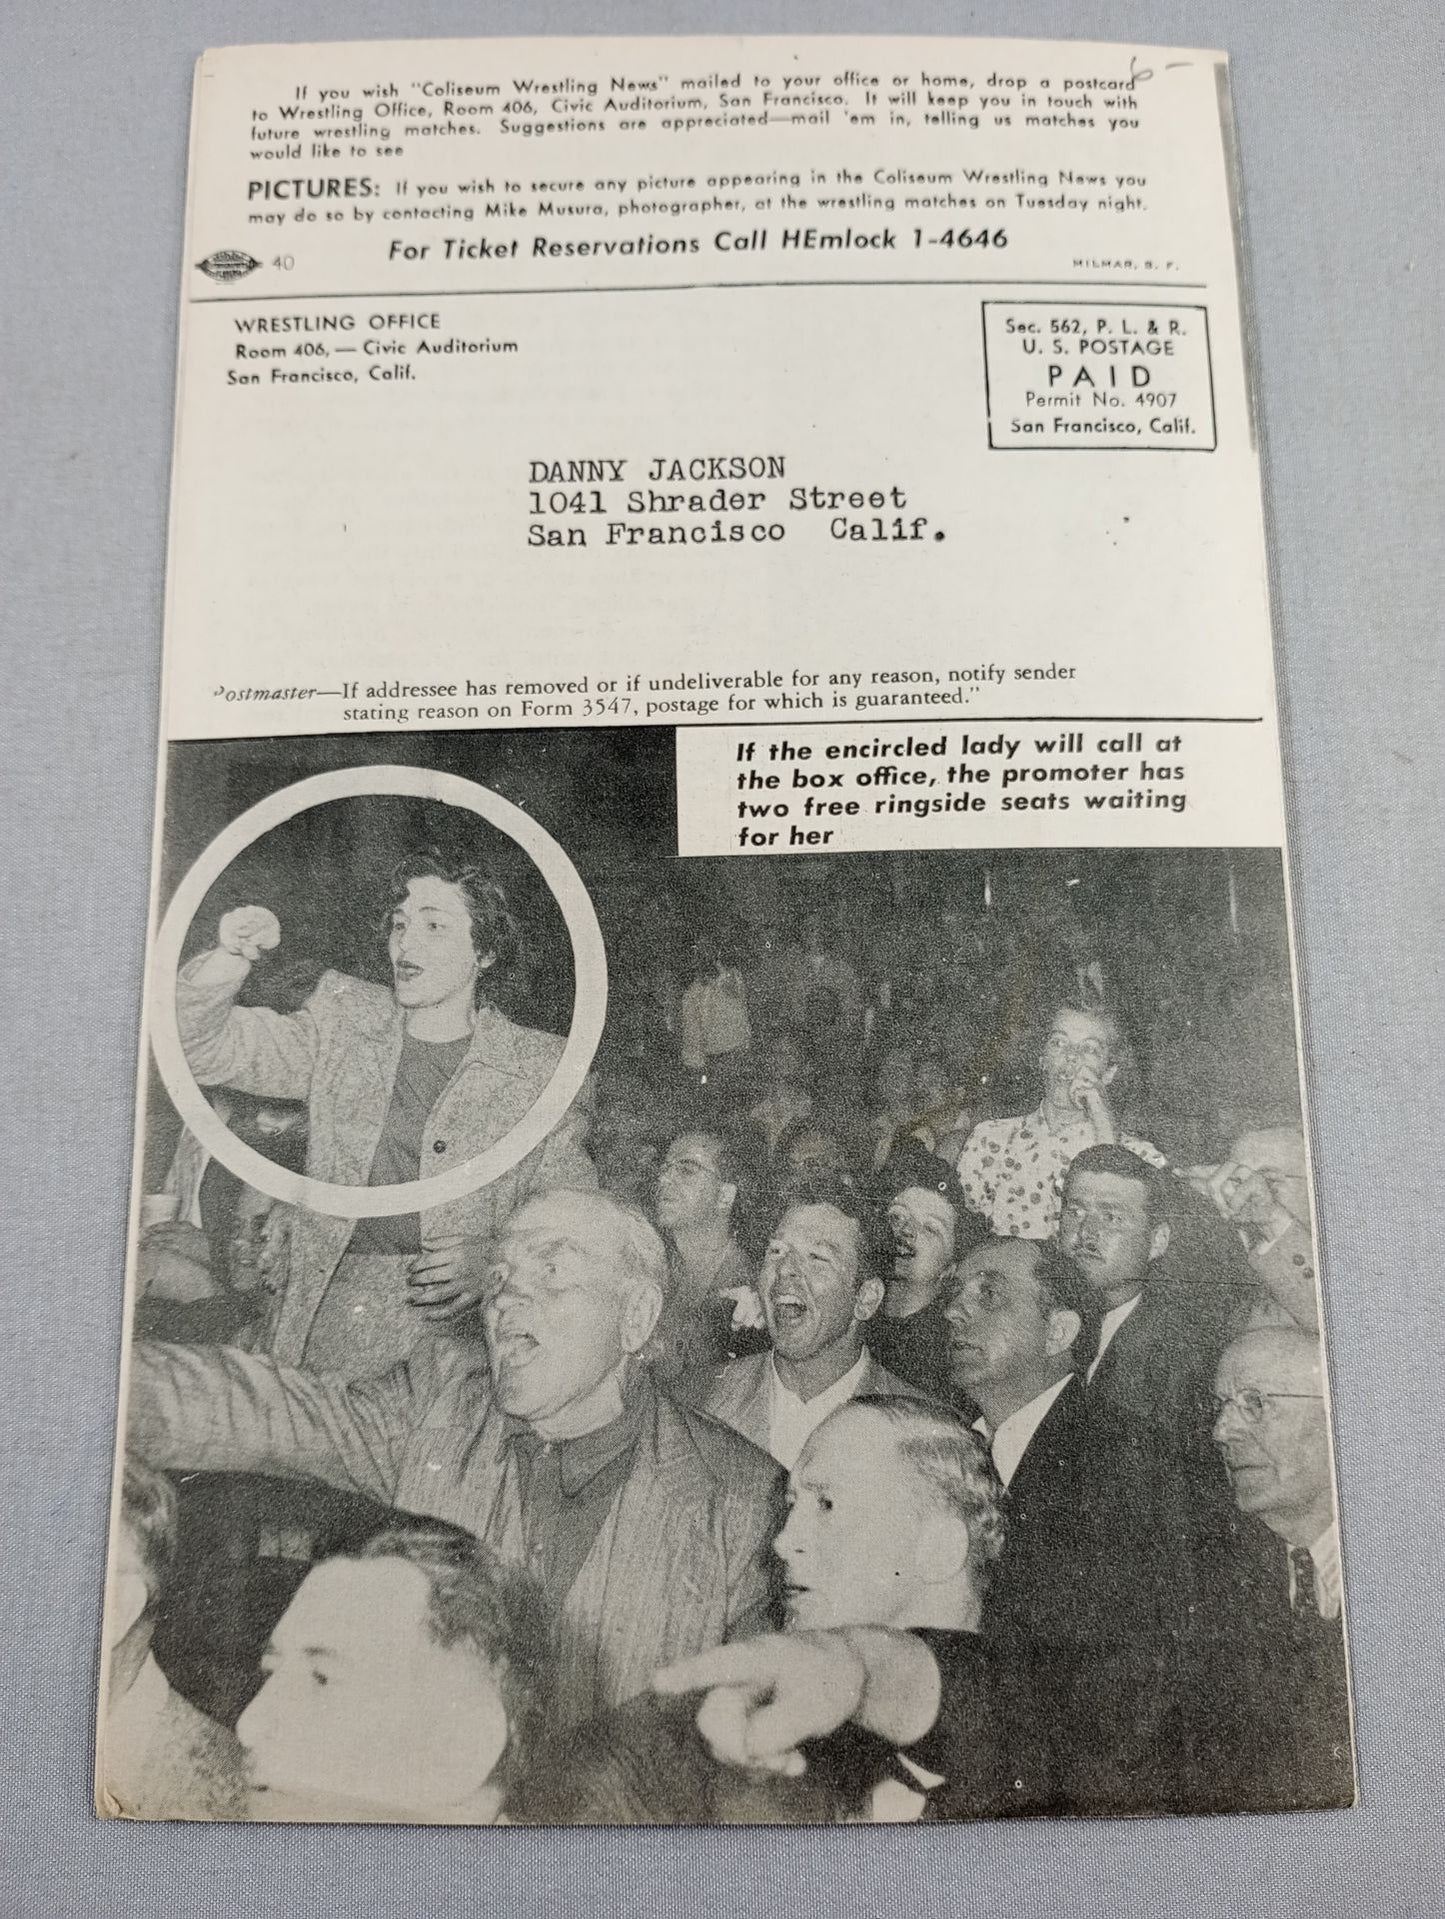 If you wish "Coliseum Wrestling News" mailed to your office or home, drop a postcard
to Wrestling Office, Room 406, Civic Auditorium, San Francisco. It will keep you in touch with
future wrestling matches. Suggestions are appreciated—mail 'em in, telling us matches you
would like to see
PICTURES: If you wish to secure any picture appearing in the Coliseum Wrestling News you
may do so by contacting Mike Musura, photographer, at the wrestling matches on Tuesday night.
For Ticket Reservations Call HEmlock 1-4646
40
MILMAR, S. F.
WRESTLING OFFICE
Room 406, — Civic Auditorium
San Francisco, Calif.
Sec. 562, P. L. & R.
U. S. POSTAGE
PAID
Permit No. 4907
San Francisco, Calif.
DANNY JACKSON
1041 Shrader Street
San Francisco Calif.
Postmaster—If addressee has removed or if undeliverable for any reason, notify sender
stating reason on Form 3547, postage for which is guaranteed."
If the encircled lady will call at
the box office, the promoter has
two free ringside seats waiting
for her